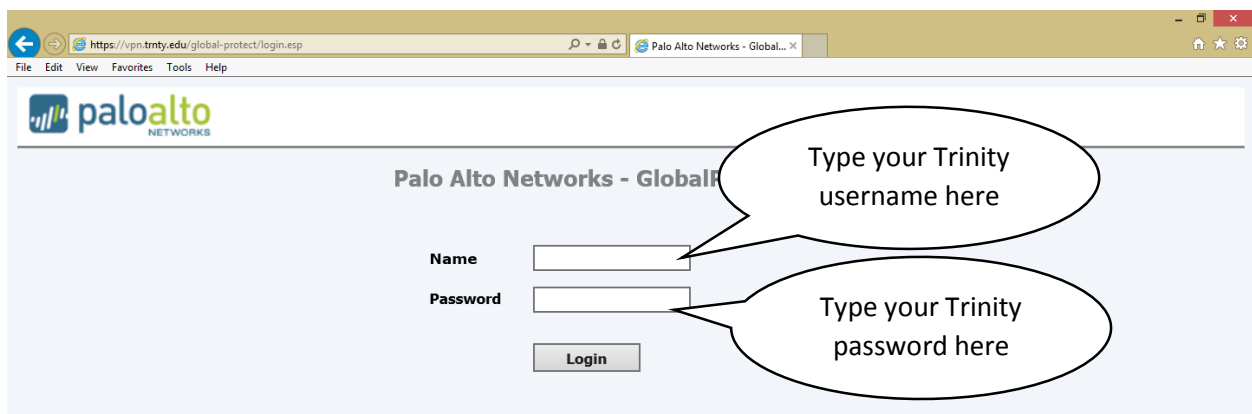 https://vpn.trnty.edu/global-protect/login.esp
Palo Alto Networks - Global...
File Edit View Favorites Tools Help
paloalto
NETWORKS
Palo Alto Networks - Global
Type your Trinity
username here
Name
Password
Type your Trinity
password here
Login